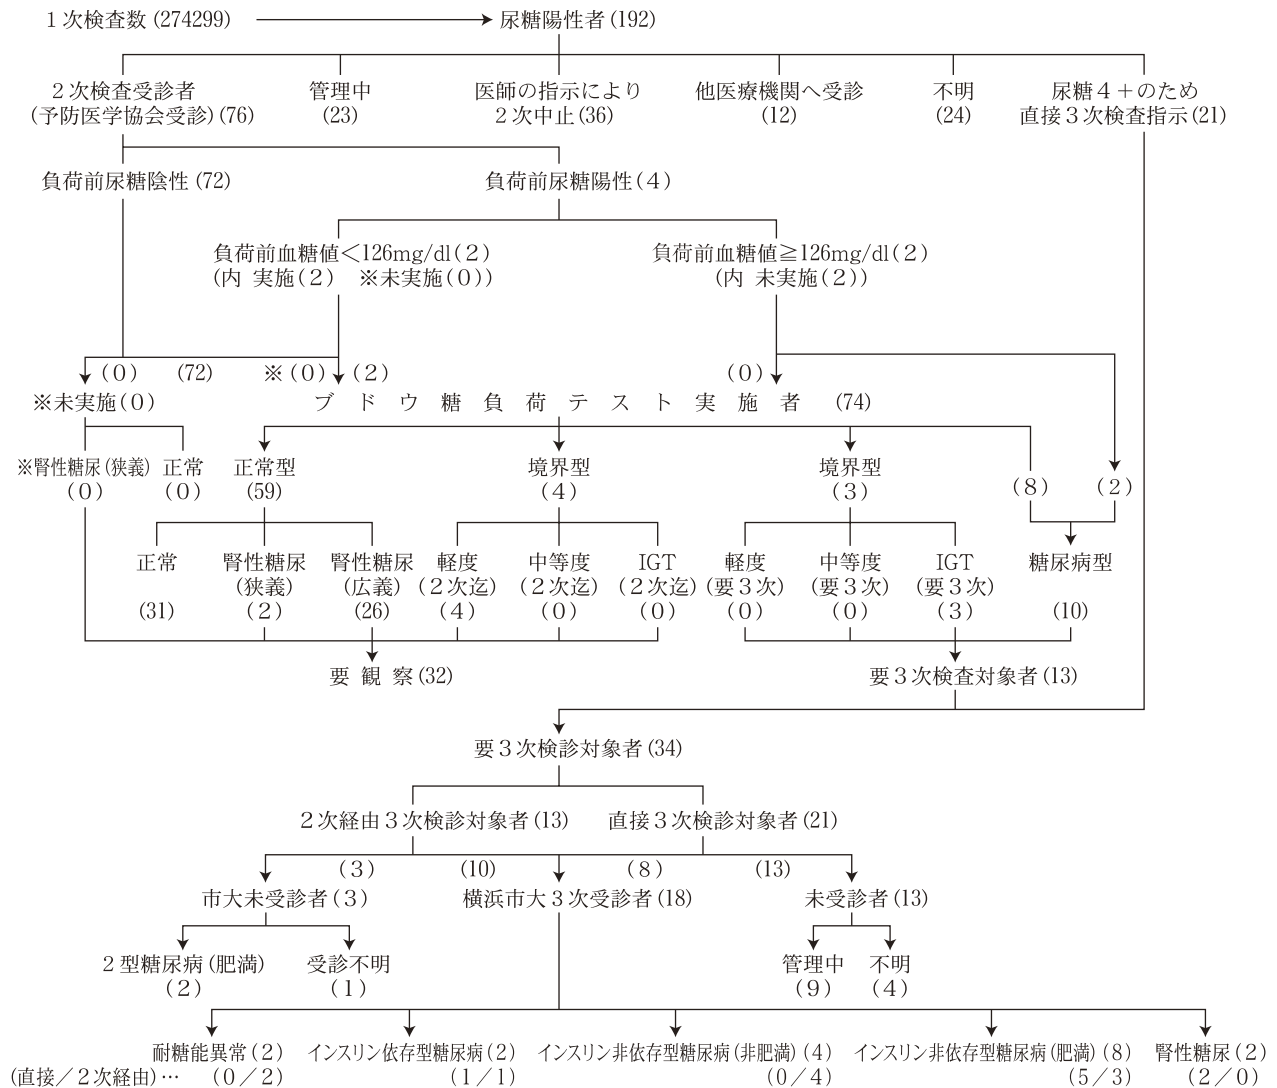 1次検査数(274299) 尿糖陽性者(192)
2次検査受診者 管理中 医師の指示により 他医療機関へ受診 不明 尿糖4+のため
(予防医学協会受診)(76) (23) 2次中止(36) (12) (24) 直接3次検査指示(21)
負荷前尿糖陰性(72) 負荷前尿糖陽性(4)
負荷前血糖値<126mg/dl(2) 負荷前血糖値≧126mg/dl(2)
(内 実施(2) ※未実施(0)) (内 未実施(2))
(0) (72) ※(0) (2) (0)
※未実施(0) ブドウ糖負荷テスト実施者 (74)
※腎性糖尿(狭義) 正常 正常型 境界型 境界型
(0) (0) (59) (4) (3) (8) (2)
正常 腎性糖尿 腎性糖尿 軽度 中等度 IGT 軽度 中等度 IGT 糖尿病型
(狭義) (広義) (2次迄) (2次迄) (2次迄) (要3次) (要3次) (要3次)
(31) (2) (26) (4) (0) (0) (0) (0) (3) (10)
要観察(32) 要3次検査対象者(13)
要3次検診対象者(34)
2次経由3次検診対象者(13) 直接3次検診対象者(21)
(3) (10) (8) (13)
市大未受診者(3) 横浜市大3次受診者(18) 未受診者(13)
2型糖尿病(肥満) 受診不明 管理中 不明
(2) (1) (9) (4)
耐糖能異常(2) インスリン依存型糖尿病(2) インスリン非依存型糖尿病(非肥満)(4) インスリン非依存型糖尿病(肥満)(8) 腎性糖尿(2)
(直接/2次経由)… (0/2) (1/1) (0/4) (5/3) (2/0)